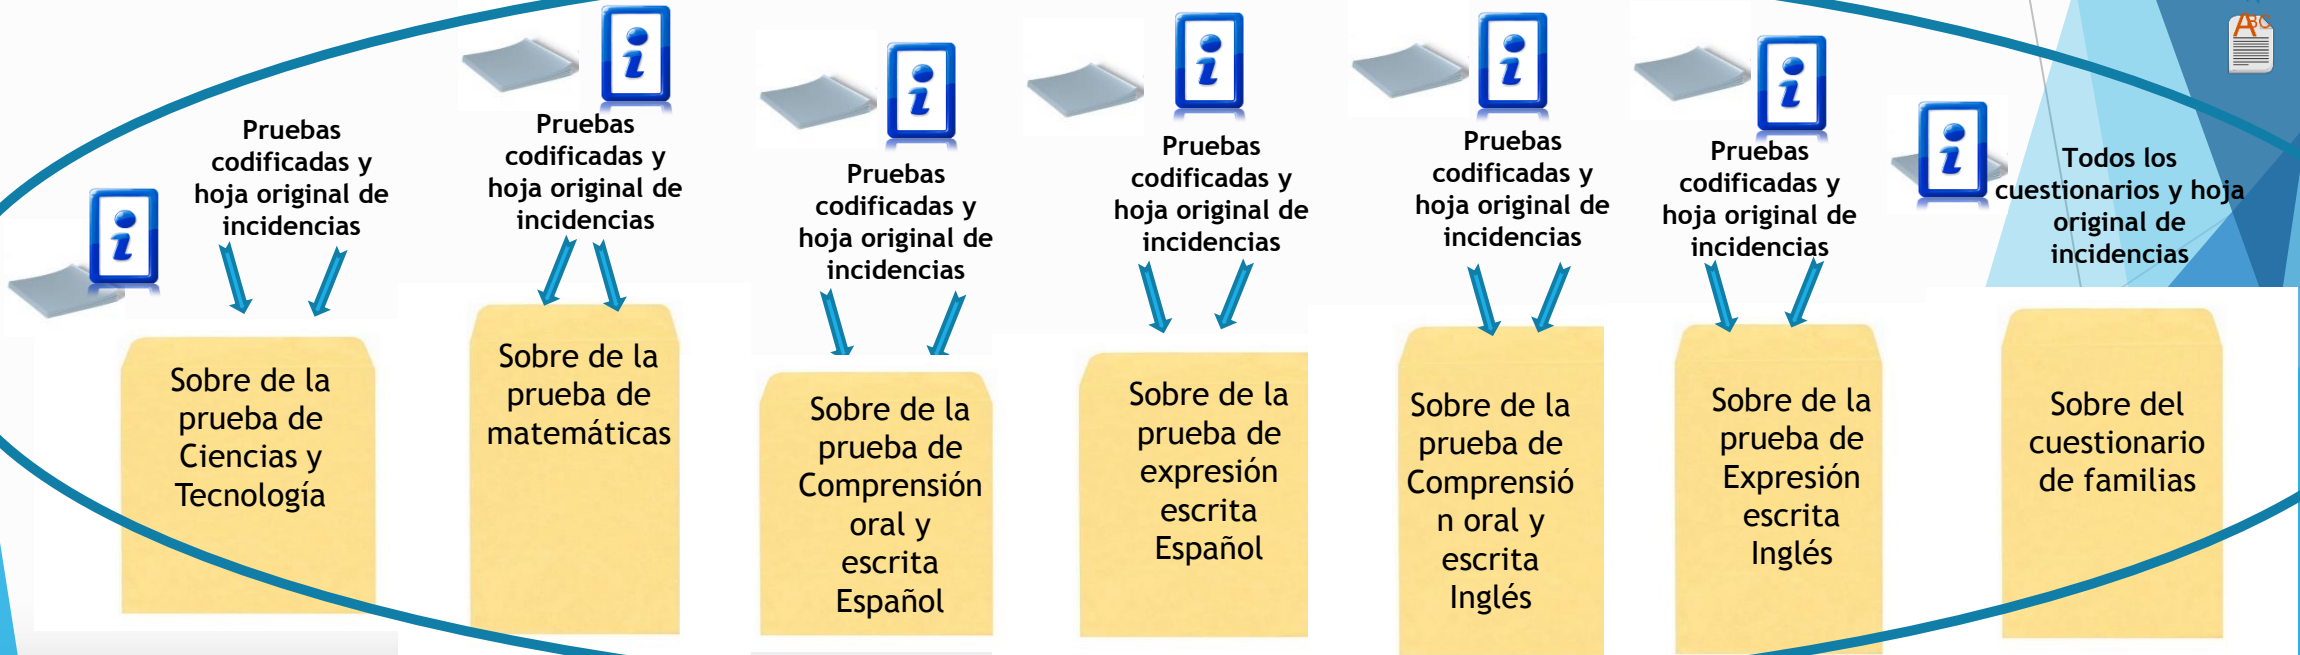 ABC
Pruebas
codificadas y
hoja original de
incidencias
Sobre de la
prueba de
Ciencias y
Tecnología
Pruebas
codificadas y
hoja original de
incidencias
Sobre de la
prueba de
matemáticas
Pruebas
codificadas y
hoja original de
incidencias
Sobre de la
prueba de
Comprensión
oral y
escrita
Español
Pruebas
codificadas y
hoja original de
incidencias
Sobre de la
prueba de
expresión
escrita
Español
Pruebas
codificadas y
hoja original de
incidencias
Sobre de la
prueba de
Comprensió
n oral y
escrita
Inglés
Pruebas
codificadas y
hoja original de
incidencias
Sobre de la
prueba de
Expresión
escrita
Inglés
Todos los
cuestionarios y hoja
original de
incidencias
Sobre del
cuestionario
de familias